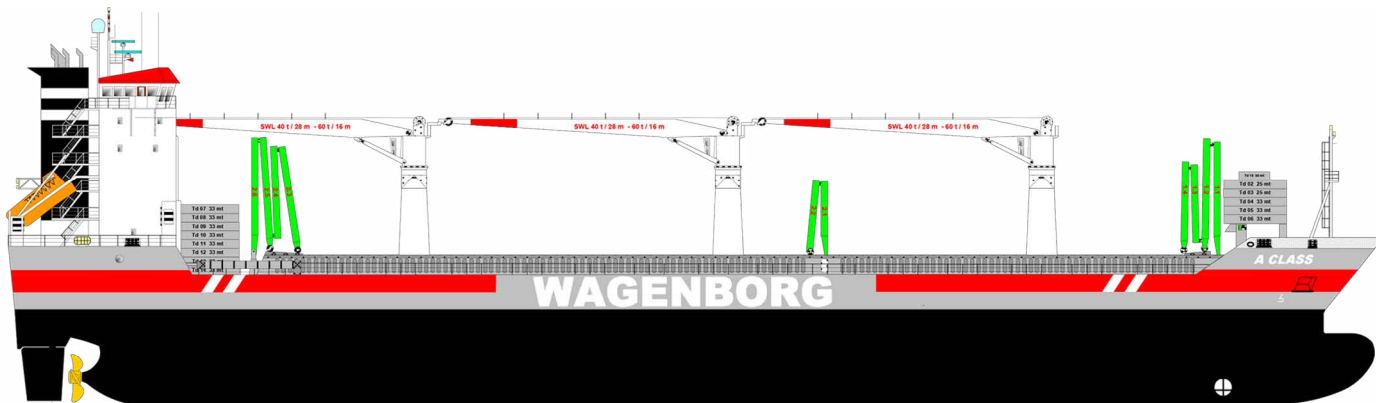 SWL 40 t / 28 m - 60 t / 16 m
SWL 40 t / 28 m - 60 t / 16 m
SWL 40 t / 28 m - 60 t / 16 m
Td 02 25 mt
Td 03 25 mt
Td 04 33 mt
Td 05 33 mt
Td 06 33 mt
Td 07 33 mt
Td 08 33 mt
Td 09 33 mt
Td 10 33 mt
Td 11 33 mt
Td 12 33 mt
A CLASS
WAGENBORG